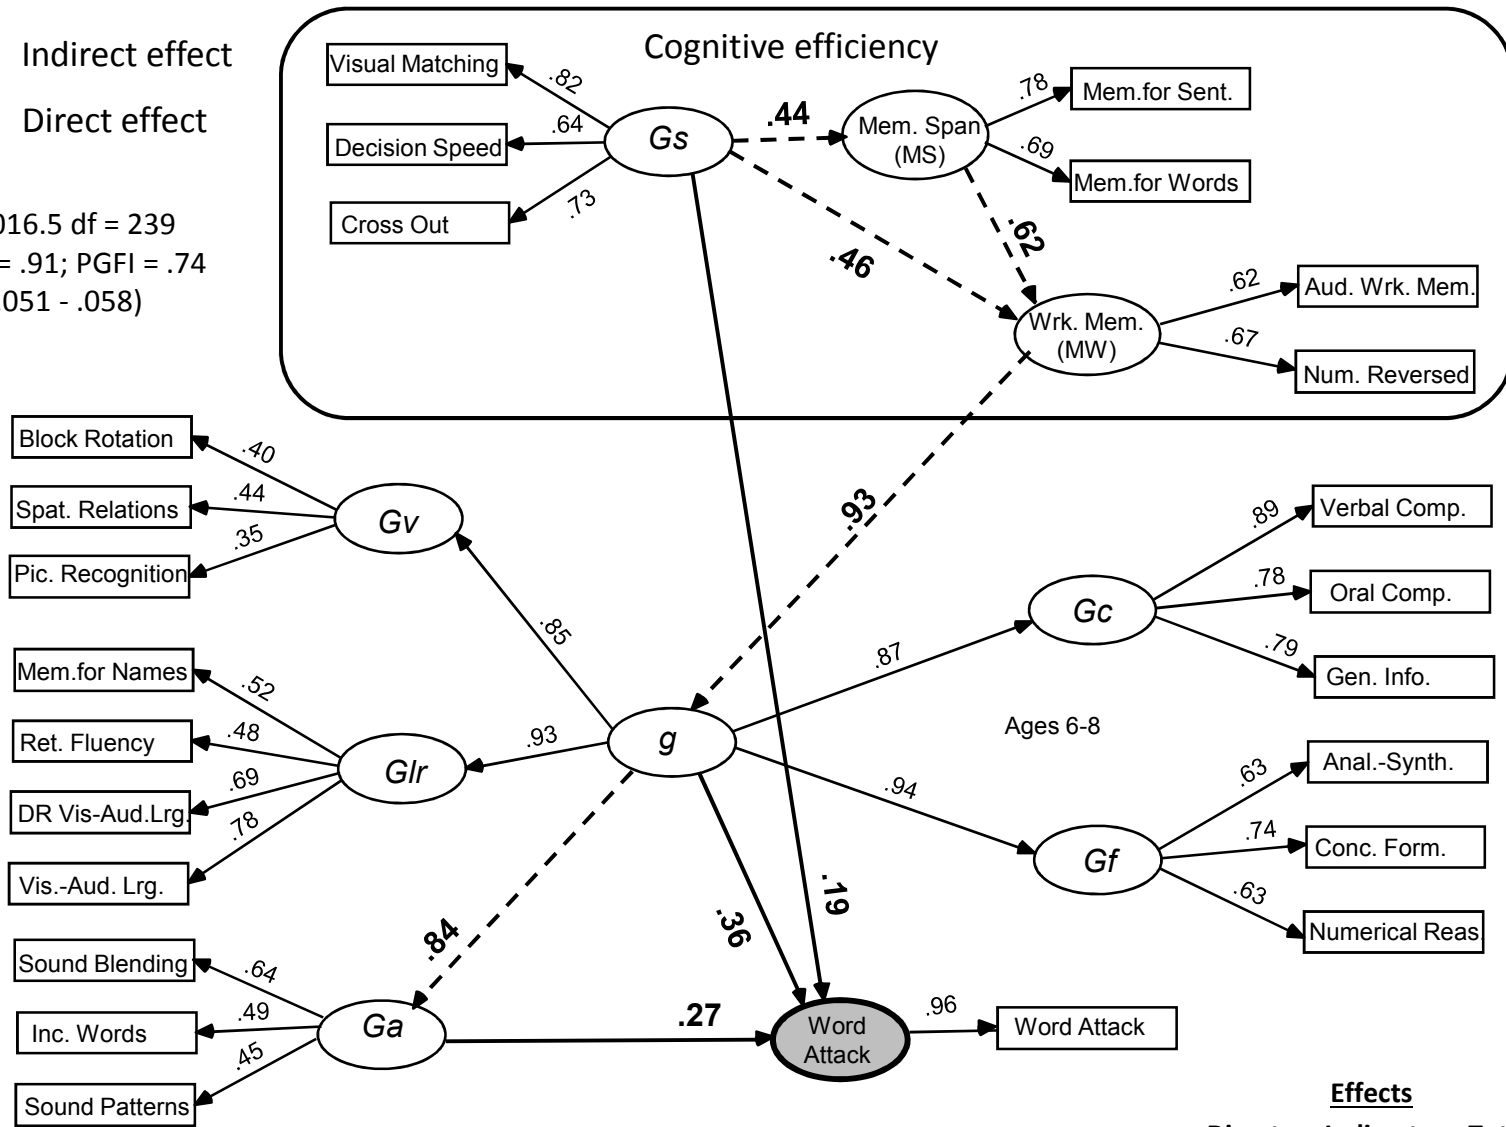 Indirect effect
Direct effect
016.5 df = 239
= .91; PGFI = .74
.051 - .058)
Cognitive efficiency
Visual Matching
Decision Speed
Cross Out
.82
.64
.73
Gs
.44
.46
Mem. Span
(MS)
.78
.69
Mem.for Sent.
Mem.for Words
.62
Wrk. Mem.
(MW)
.62
.67
Aud. Wrk. Mem.
Num. Reversed
.93
Block Rotation
Spat. Relations
Pic. Recognition
.40
.44
.35
Gv
.85
Mem.for Names
Ret. Fluency
DR Vis-Aud.Lrg.
Vis.-Aud. Lrg.
.52
.48
.69
.78
Glr
.93
g
.87
Gc
.89
.78
.79
Verbal Comp.
Oral Comp.
Gen. Info.
Ages 6-8
.94
Gf
.63
.74
.63
Anal.-Synth.
Conc. Form.
Numerical Reas.
.84
.36
.19
Sound Blending
Inc. Words
Sound Patterns
.64
.49
.45
Ga
.27
Word
Attack
.96
Word Attack
Effects